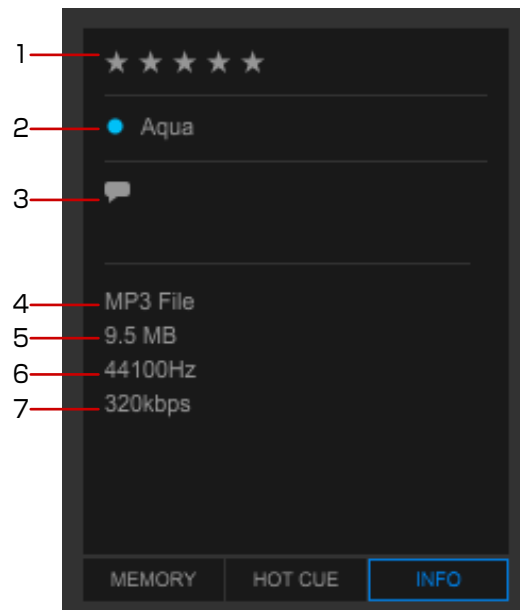 1
2 Aqua
3
4 MP3 File
5 9.5 MB
6 44100Hz
7 320kbps
MEMORY HOT CUE INFO